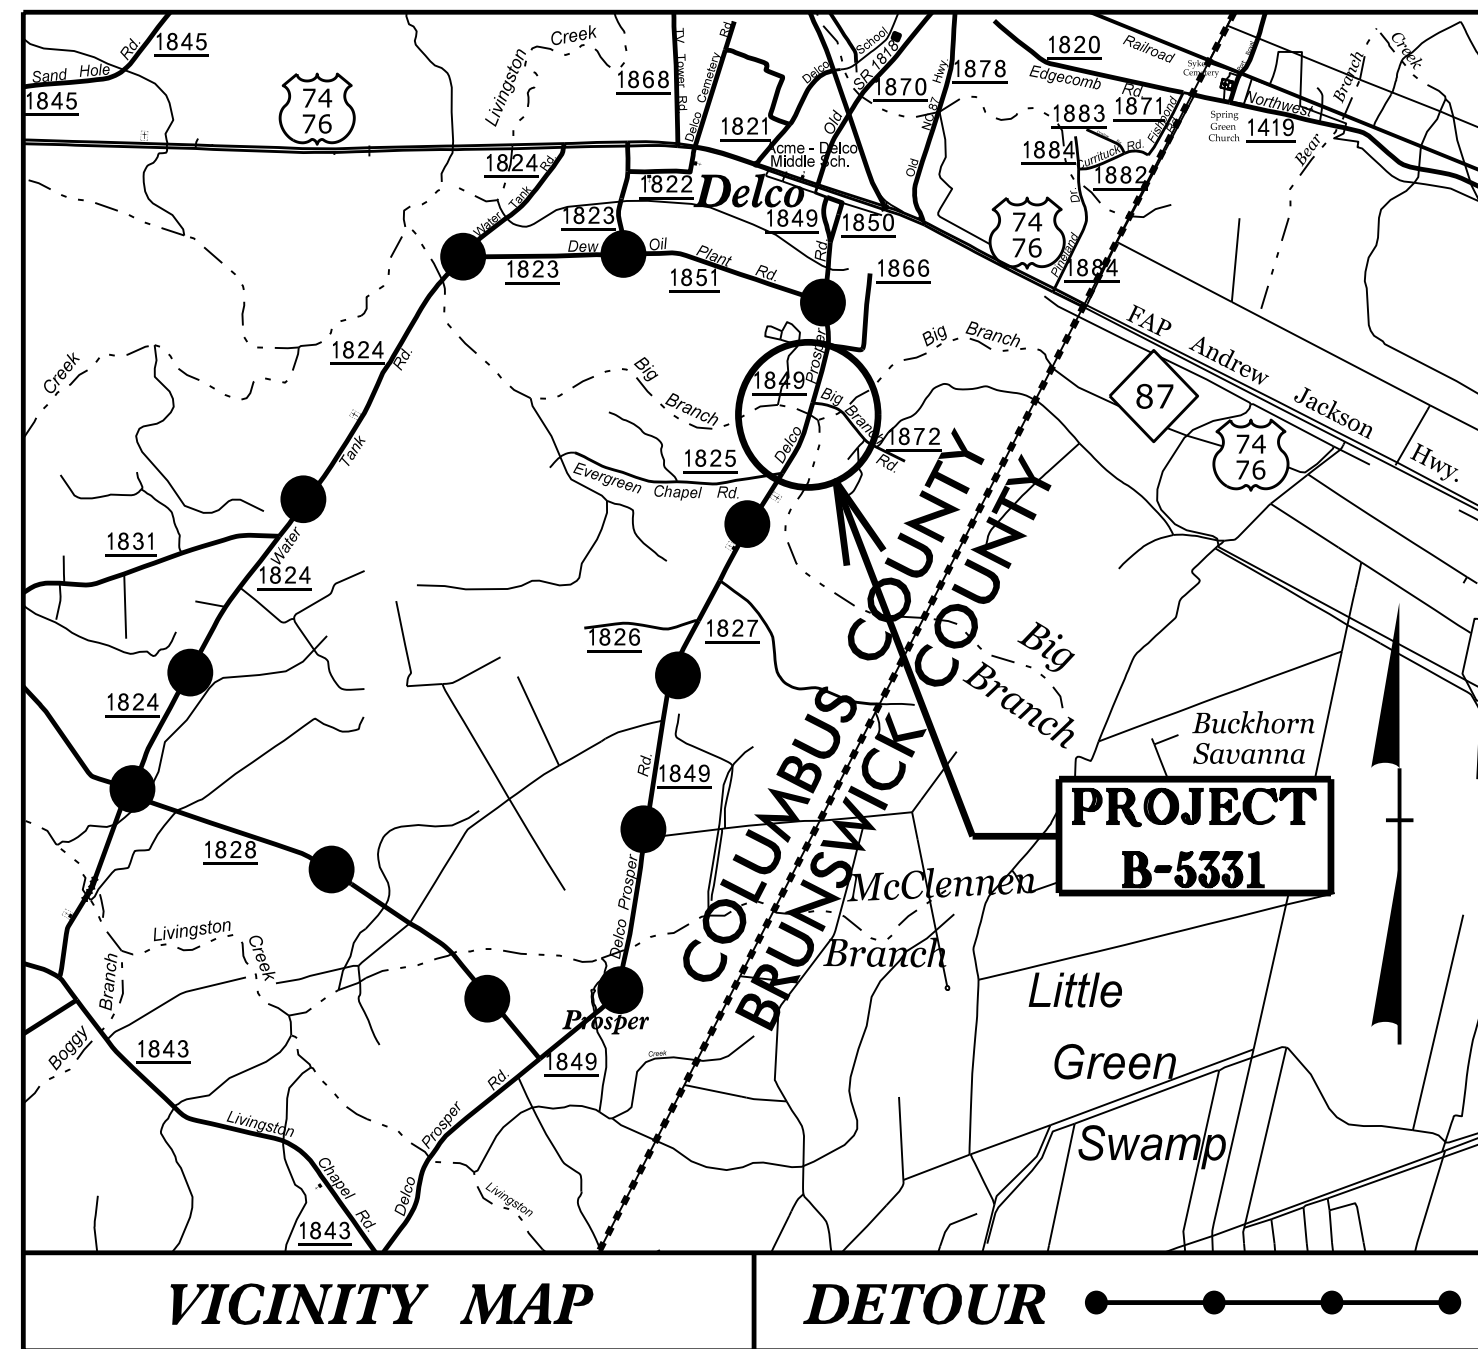 1845
Sand Hole Rd.
1845
74
76
Livingston
Creek
1868
TV Tower Rd
Delco Cemetery Rd
1821
Delco
School
SR 1818
1870
Old
NO.87 Hwy.
Old
1878
1820
Edgecomb Rd.
Railroad
Cemetery
1883
1871
Fishpond
Spring
Green
Church
Northwest
1419
Bear
Branch
Creek
1884
Currituck Rd.
1882
Dr.
Pineland
1884
74
76
Acme - Delco
Middle Sch.
Delco
1824
Water Tank Rd.
1822
1823
1849
1850
Rd.
Dew Oil Plant Rd.
1823
1851
1866
1824
Rd.
Creek
Big
Branch
Big Branch
Prosper
1849
Big Branch
Rd.
1872
Delco
1825
Evergreen Chapel Rd.
FAP Andrew Jackson Hwy.
87
74
76
Tank
Water
1831
1824
1826
1827
1824
COLUMBUS COUNTY
BRUNSWICK COUNTY
Big
Branch
Buckhorn
Savanna
Rd.
1849
PROJECT
B-5331
1828
Delco Prosper
McClennen
Branch
Livingston
Creek
Branch
Boggy
Little
Green
Swamp
Prosper
Creek
1849
1843
Rd.
Prosper
Delco
Livingston
Livingston
Chapel
Rd.
1843
VICINITY MAP
DETOUR